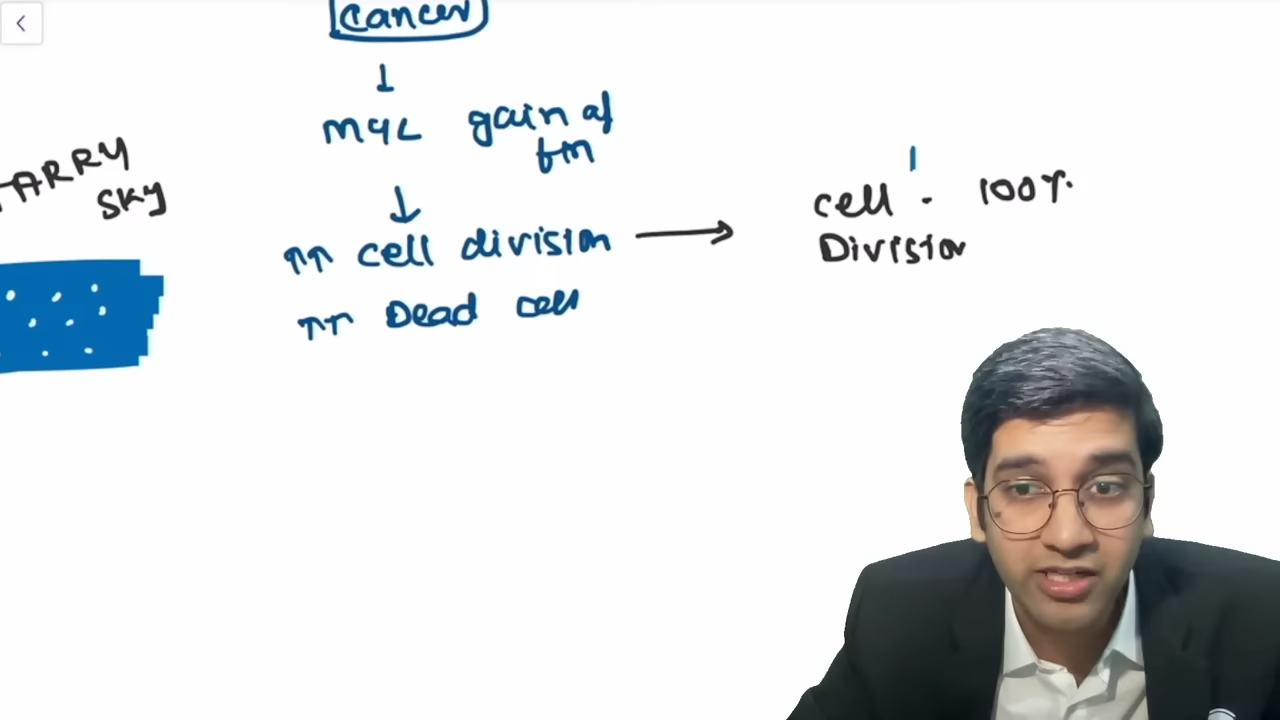 cancer
↓
MYC gain of
fn
TARRY
SKY
↓
↑↑ cell division → cell - 100%
Division
↑↑ Dead cell